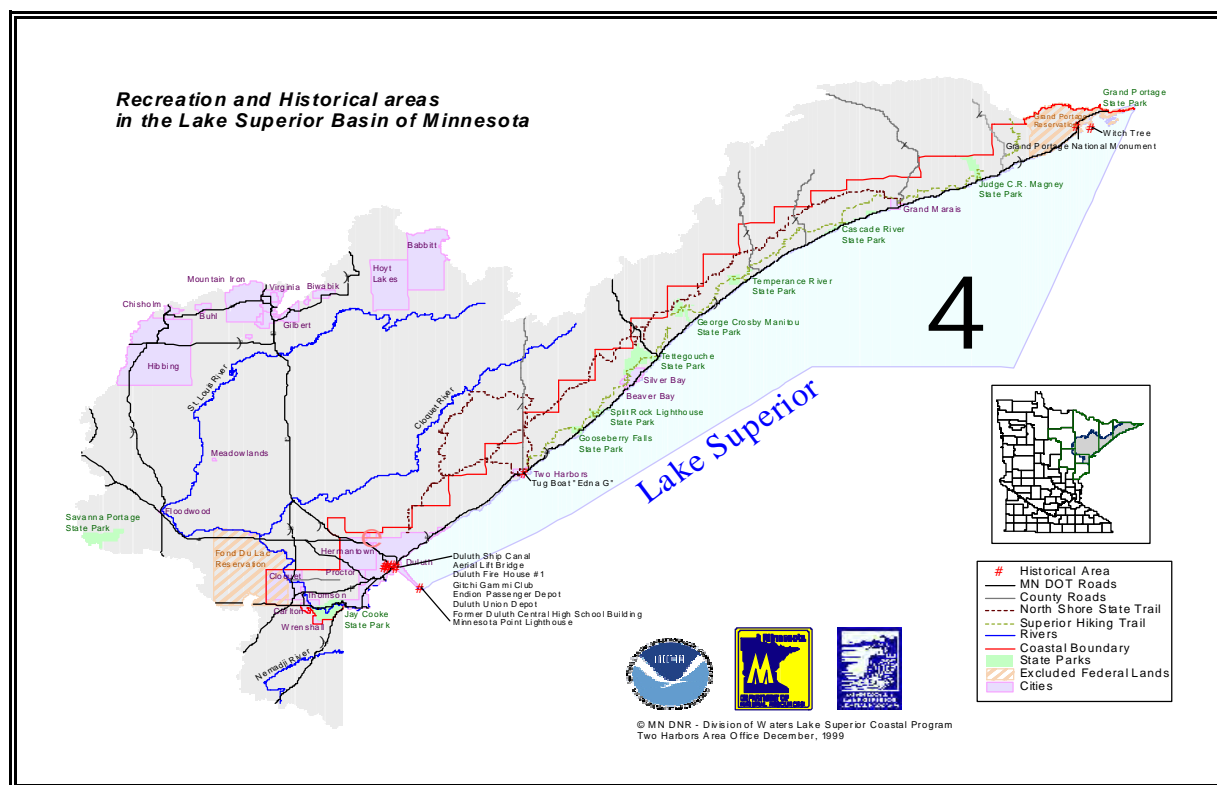 Recreation and Historical areas
in the Lake Superior Basin of Minnesota
Grand Portage
State Park
Grand Portage
Reservation
Witch Tree
Grand Portage National Monument
Judge C.R. Magney
State Park
Grand Marais
Cascade River
State Park
Temperance River
State Park
George Crosby Manitou
State Park
Tettegouche
State Park
Silver Bay
Beaver Bay
Split Rock Lighthouse
State Park
Gooseberry Falls
State Park
Two Harbors
Tug Boat "Edna G"
4
Lake Superior
Babbitt
Hoyt
Lakes
Mountain Iron
Virginia
Biwabik
Chisholm
Buhl
Gilbert
Hibbing
St. Louis River
Cloquet River
Meadowlands
Floodwood
Savanna Portage
State Park
Fond Du Lac
Reservation
Hermantown
Duluth
Proctor
Cloquet
Thomson
Carlton
Wrenshall
Jay Cooke
State Park
Nemadji River
Duluth Ship Canal
Aerial Lift Bridge
Duluth Fire House #1
Gitchi Gammi Club
Endion Passenger Depot
Duluth Union Depot
Former Duluth Central High School Building
Minnesota Point Lighthouse
# Historical Area
MN DOT Roads
County Roads
North Shore State Trail
Superior Hiking Trail
Rivers
Coastal Boundary
State Parks
Excluded Federal Lands
Cities
Minnesota
M
DEPARTMENT OF
NATURAL RESOURCES
© MN DNR - Division of Waters Lake Superior Coastal Program
Two Harbors Area Office December, 1999